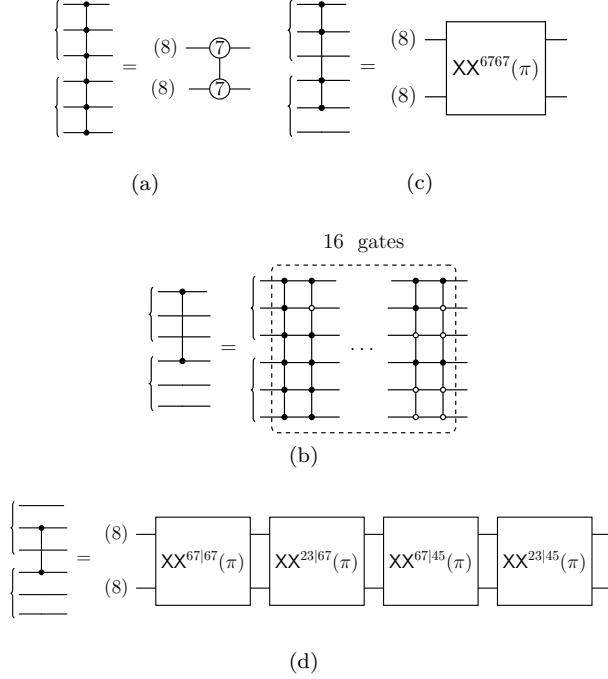 =
(8) 7
(8) 7
(a)
=
(8)
(8)
XX^{6767}(π)
(c)
16 gates
=
...
(b)
=
(8)
(8)
XX^{67|67}(π) XX^{23|67}(π) XX^{67|45}(π) XX^{23|45}(π)
(d)